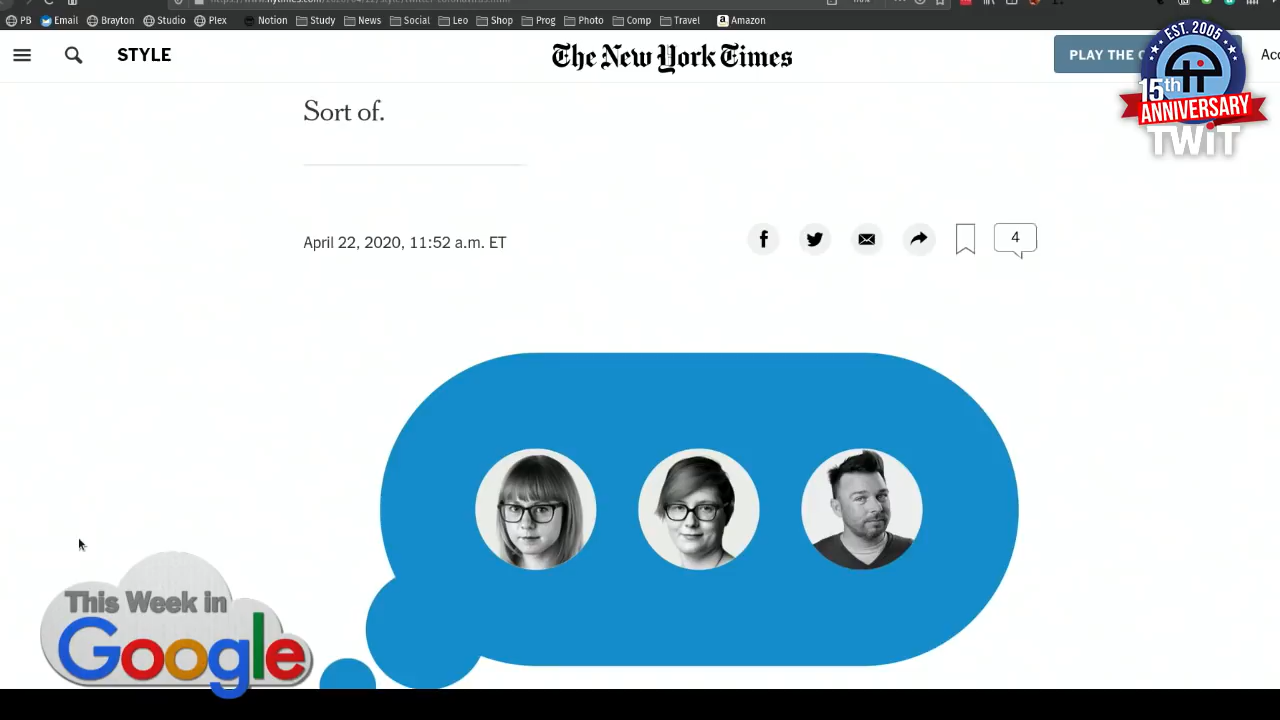 PB Email Brayton Studio Plex Notion Study News Social Leo Shop Prog Photo Comp Travel Amazon
STYLE
The New York Times
PLAY THE
Acc
EST. 2005
15th
ANNIVERSARY
TWiT
Sort of.
April 22, 2020, 11:52 a.m. ET
4
This Week in
Google